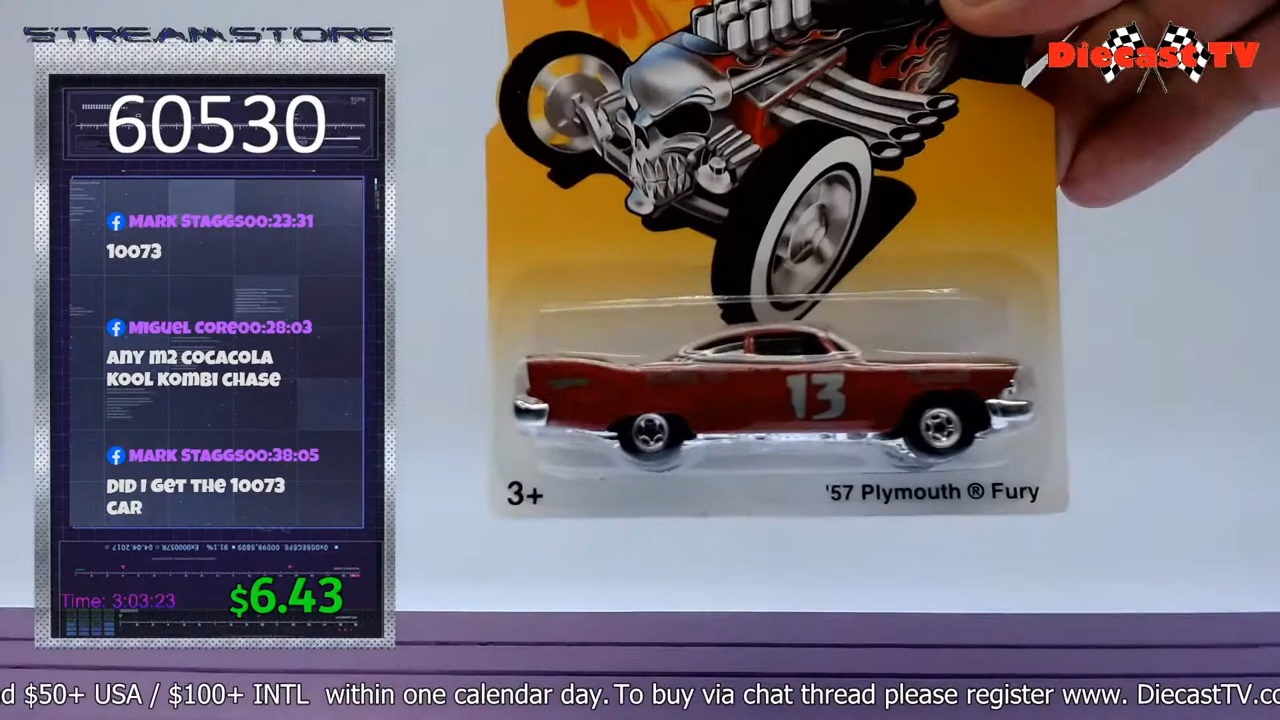 STREAMSTORE
60530
MARK STAGGS00:23:31
10073
MIGUEL CORE00:28:03
ANY M2 COCACOLA
KOOL KOMBI CHASE
MARK STAGGS00:38:05
DID I GET THE 10073
CAR
Time: 3:03:23
$6.43
Diecast TV
13
3+
'57 Plymouth ® Fury
d $50+ USA / $100+ INTL within one calendar day. To buy via chat thread please register www. DiecastTV.co